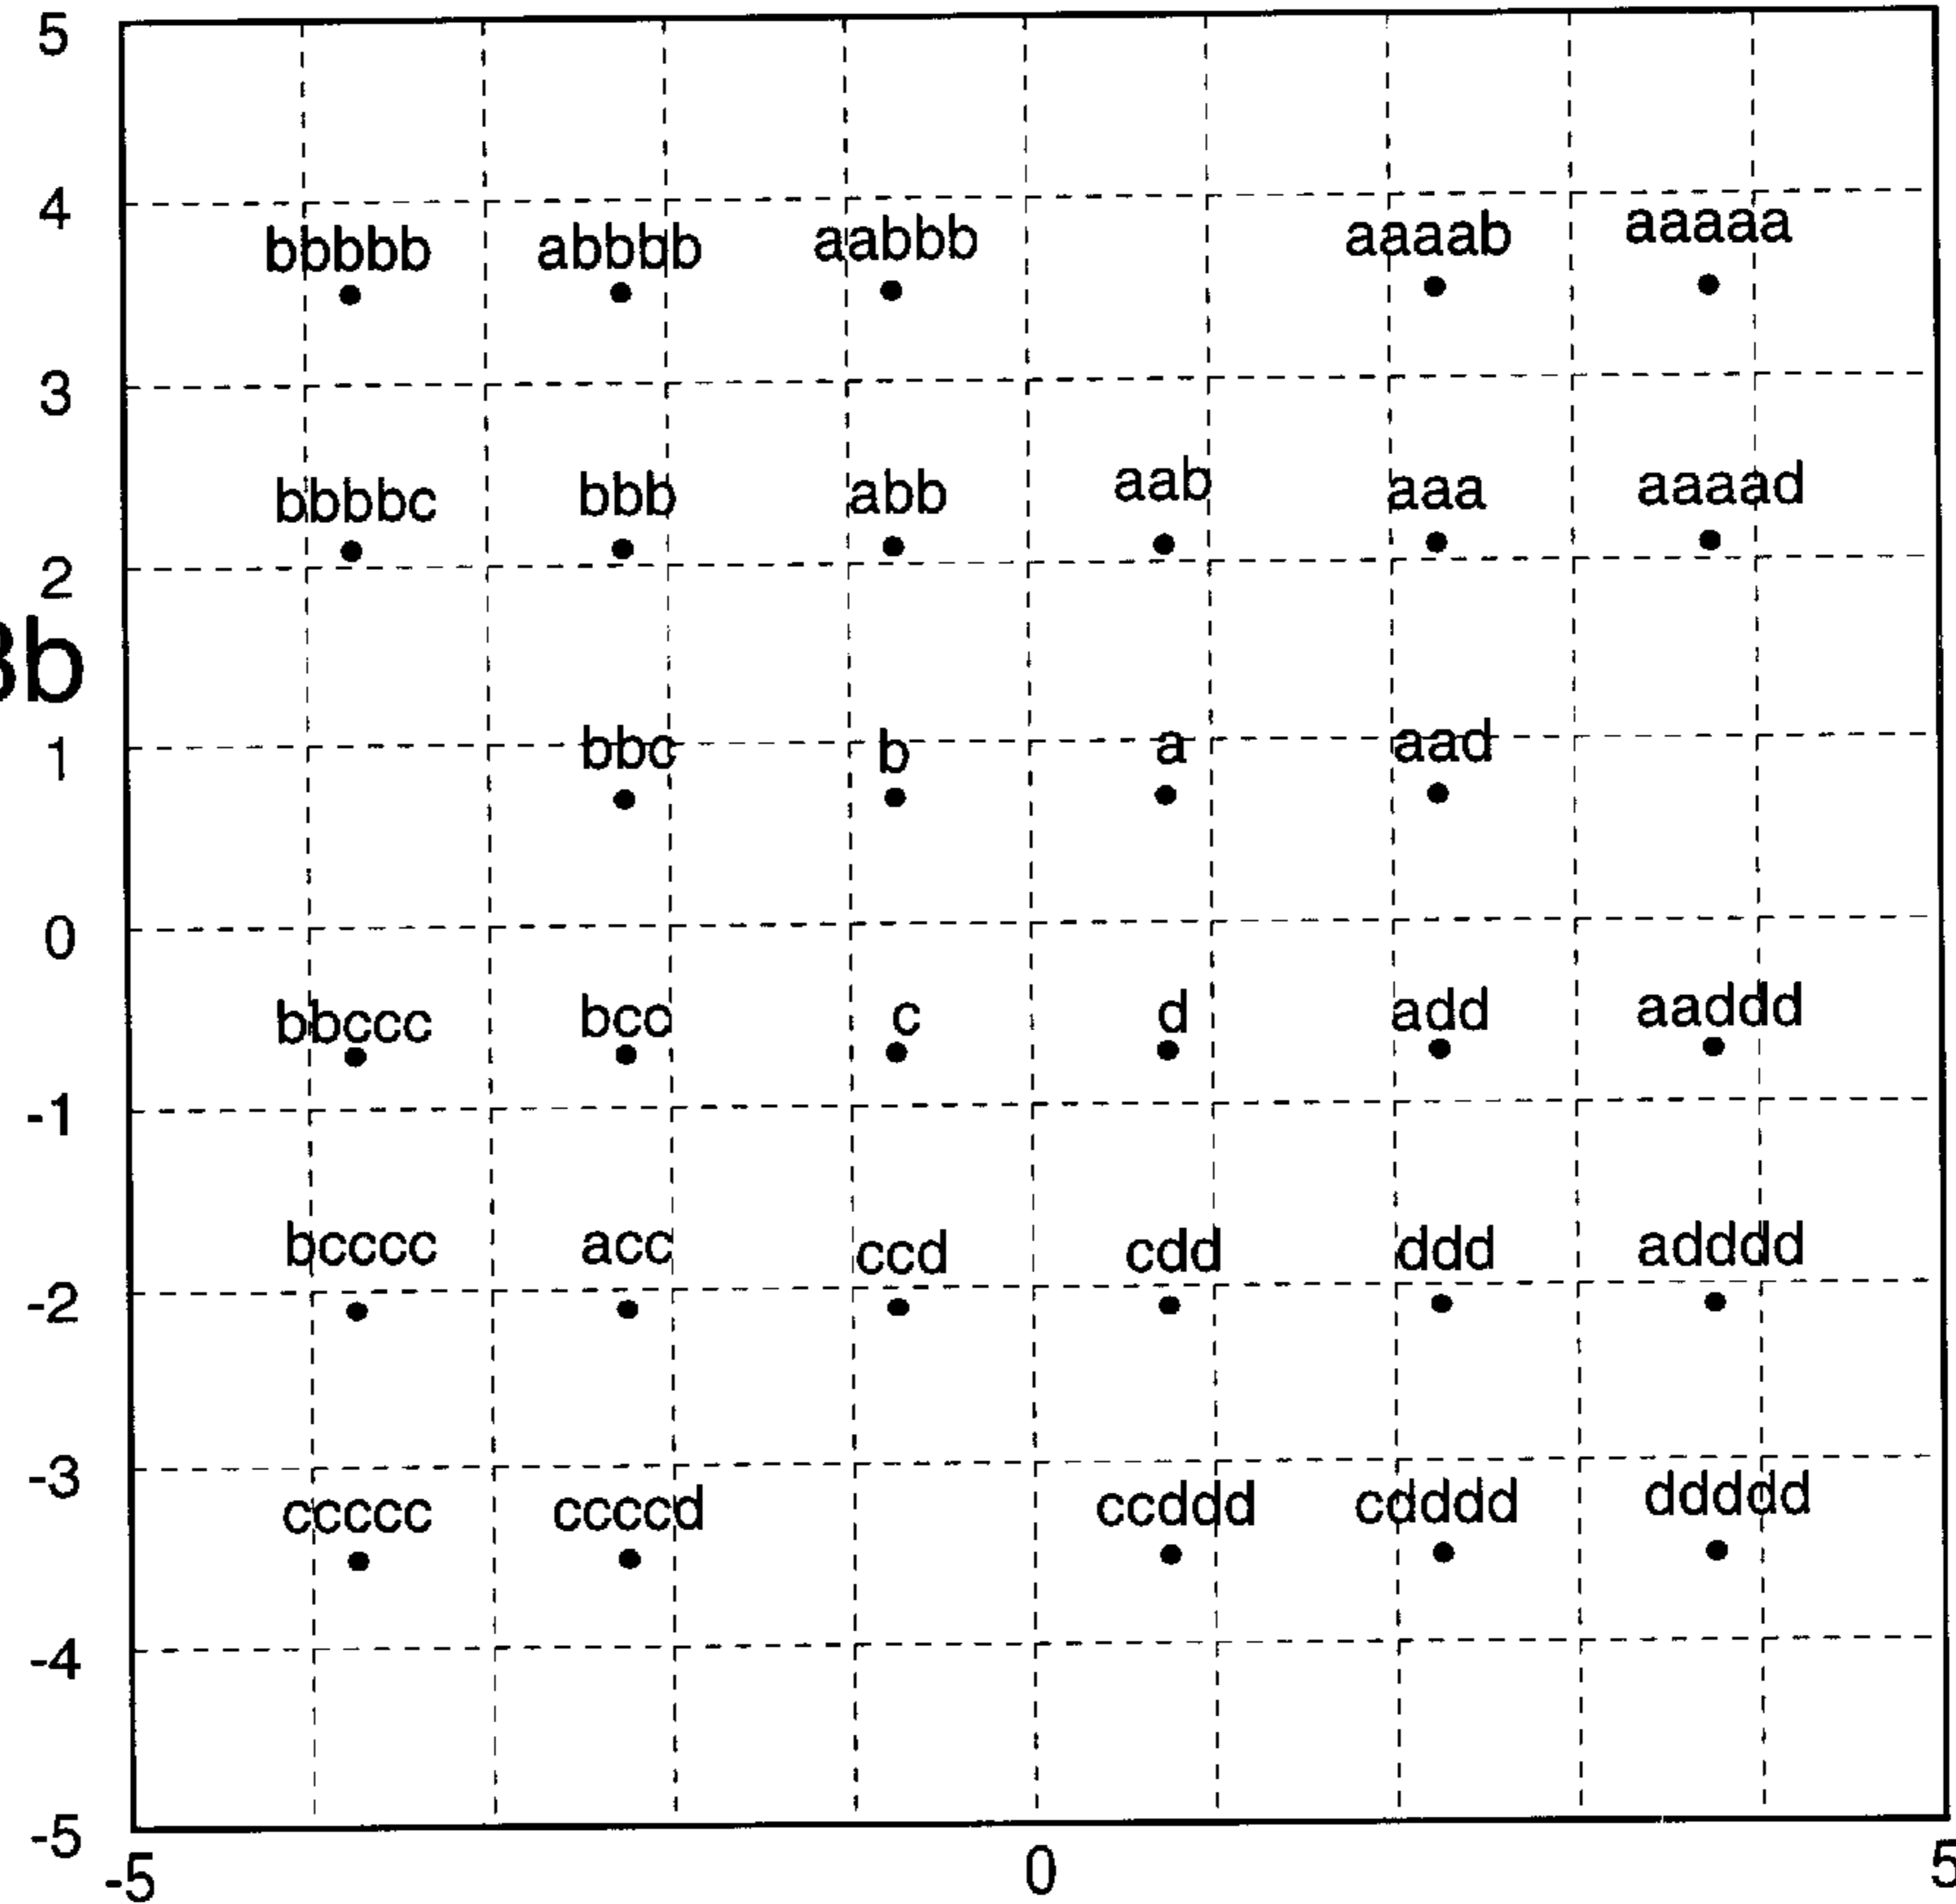 5
4
bbbbb abbbb aabbb aaaab aaaaa
3
bbbbc bbb abb aab aaa aaaad
2
3b
1
bbc b a aad
0
bbccc bcc c d add aaddd
-1
bcccc acc ccd cdd ddd adddd
-2
-3
ccccc ccccd ccddd cdddd ddddd
-4
-5
-5 0 5